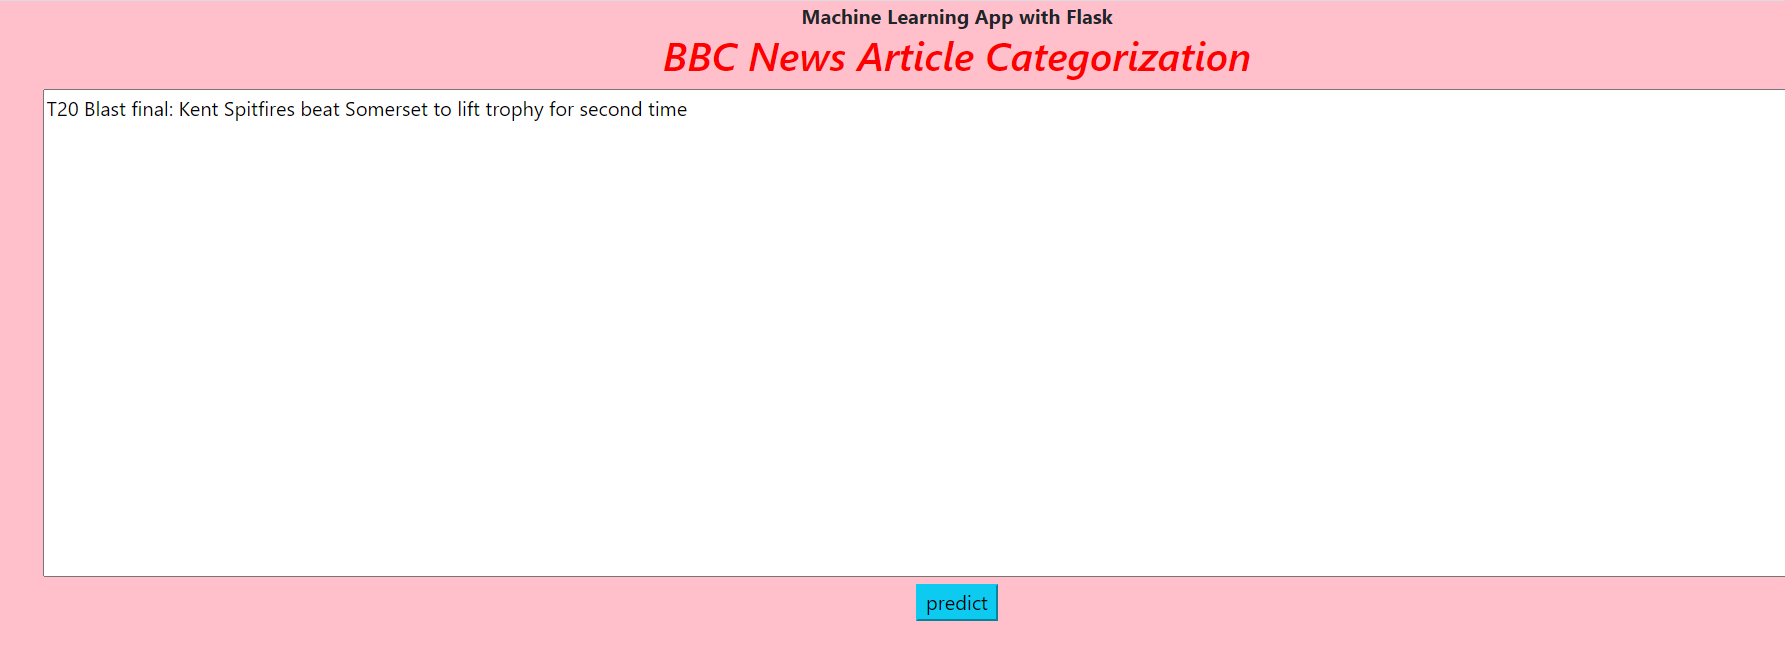 Machine Learning App with Flask
BBC News Article Categorization
T20 Blast final: Kent Spitfires beat Somerset to lift trophy for second time
predict